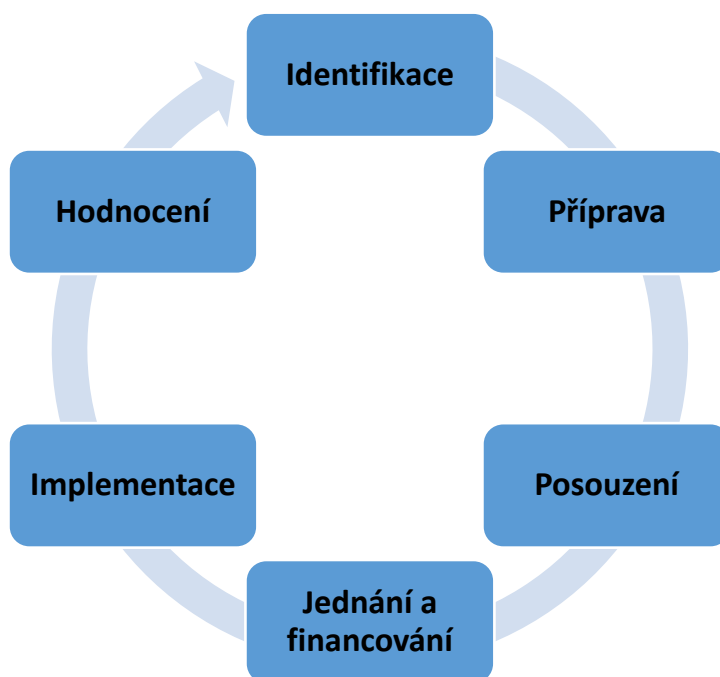 Identifikace
Příprava
Posouzení
Jednání a
financování
Implementace
Hodnocení